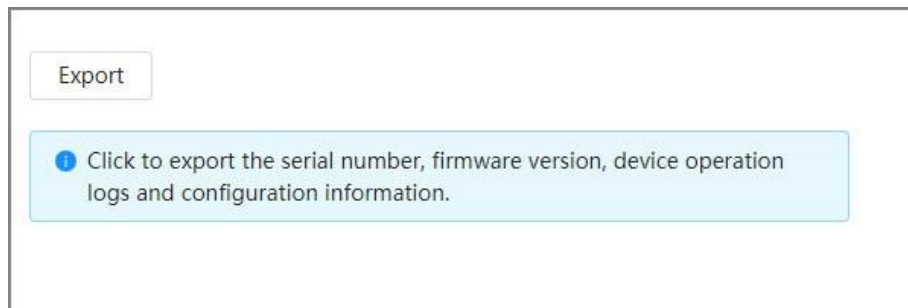 Export
Click to export the serial number, firmware version, device operation
logs and configuration information.